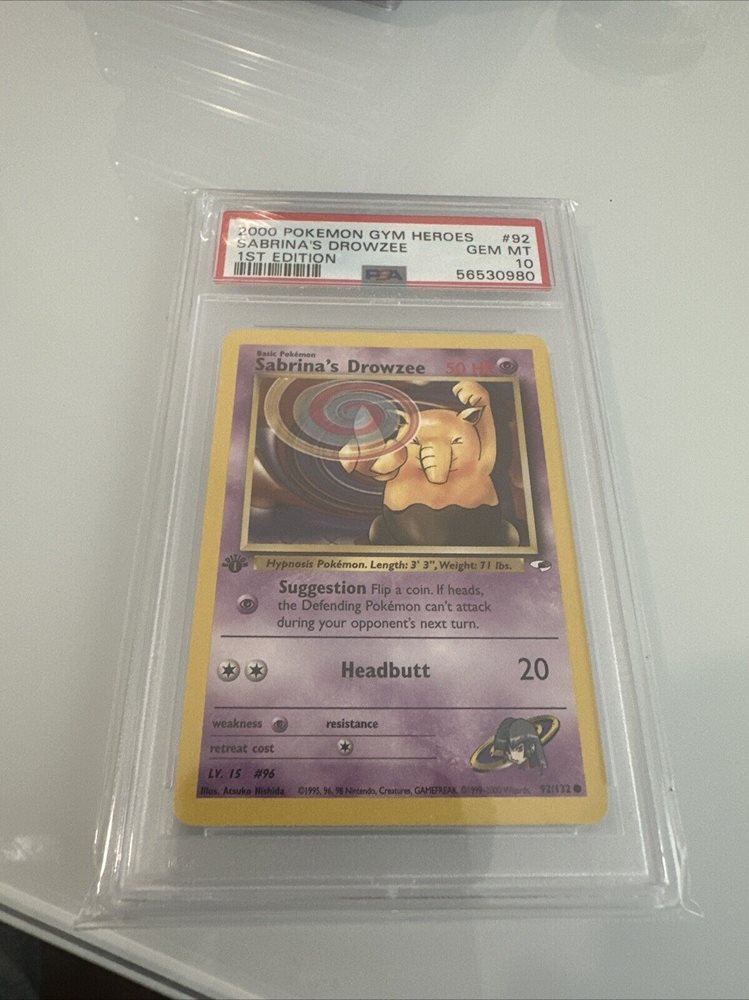 2000 POKEMON GYM HEROES #92
SABRINA'S DROWZEE GEM MT
1ST EDITION 10
PSA 56530980
Basic Pokémon
Sabrina's Drowzee 50 HP
EDITION
1
Hypnosis Pokémon. Length: 3' 3", Weight: 71 lbs.
Suggestion Flip a coin. If heads,
the Defending Pokémon can't attack
during your opponent's next turn.
Headbutt 20
weakness resistance
retreat cost
LV. 15 #96
Illus. Atsuko Nishida ©1995, 96, 98 Nintendo, Creatures, GAMEFREAK. ©1999-2000 Wizards. 92/132